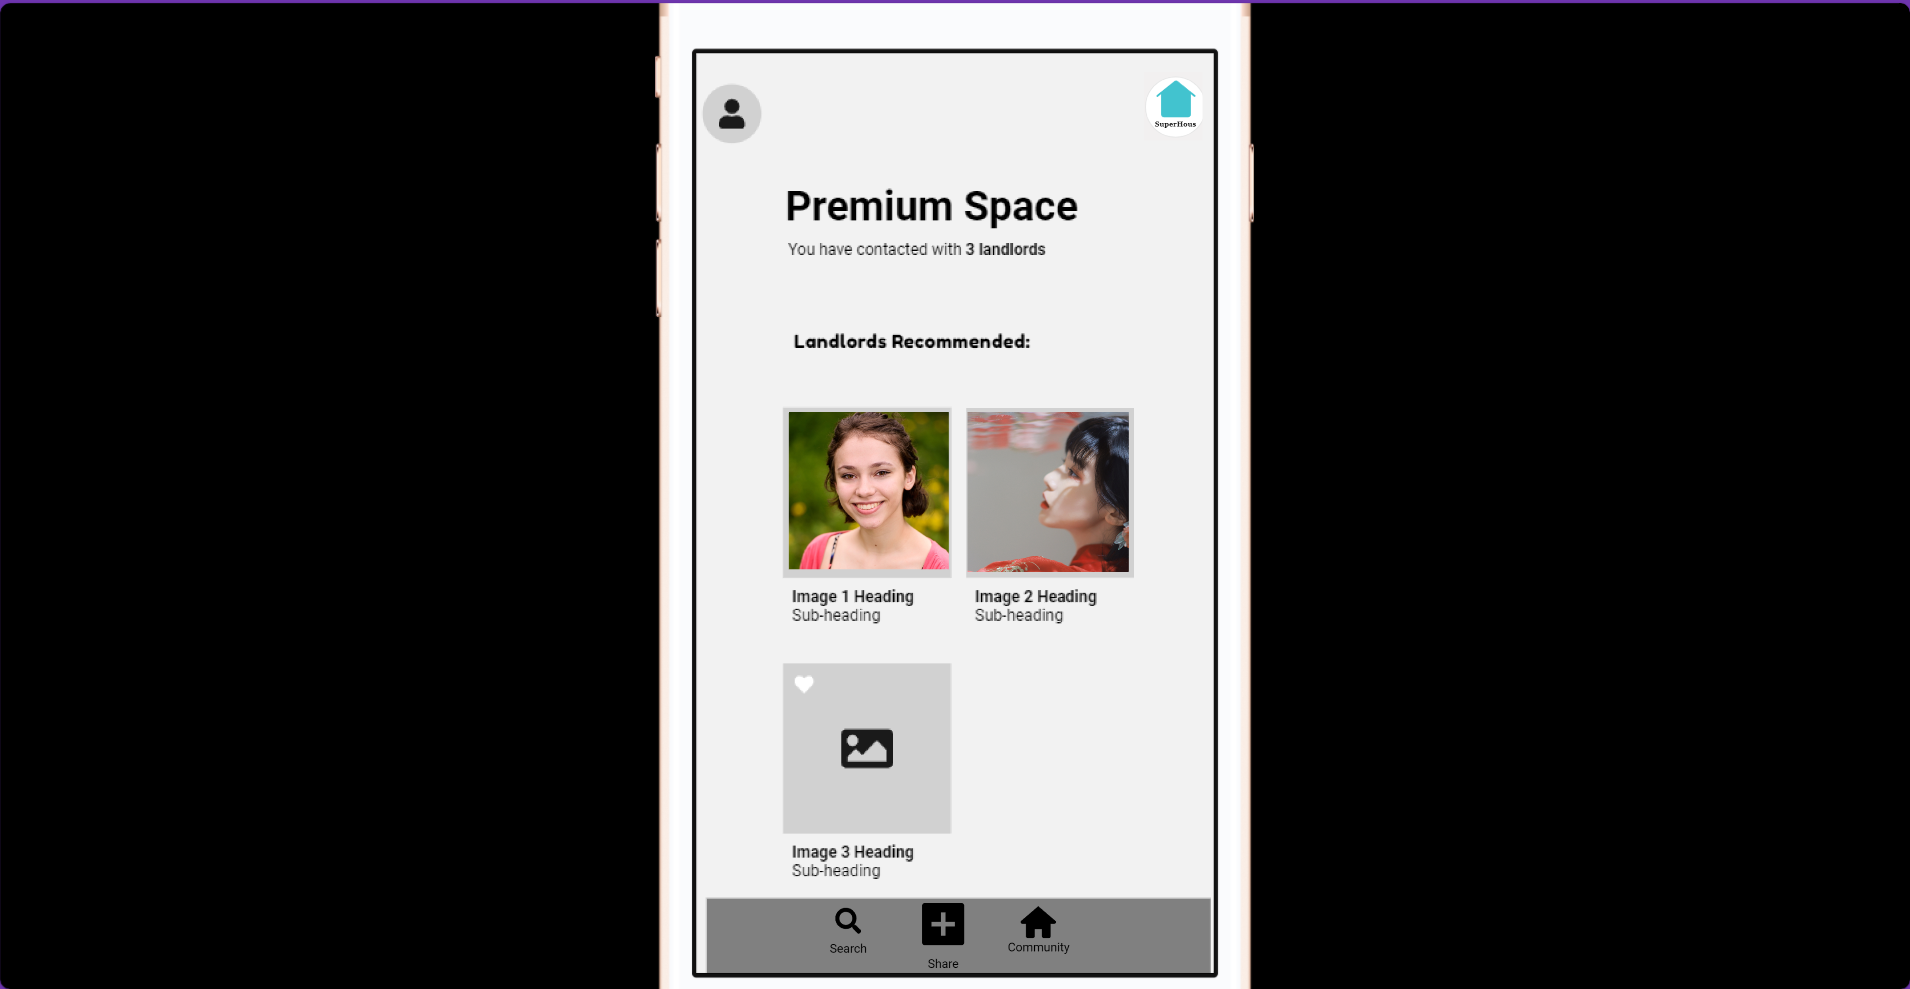 SuperHous
Premium Space
You have contacted with 3 landlords
Landlords Recommended:
Image 1 Heading
Sub-heading
Image 2 Heading
Sub-heading
Image 3 Heading
Sub-heading
Search
Share
Community